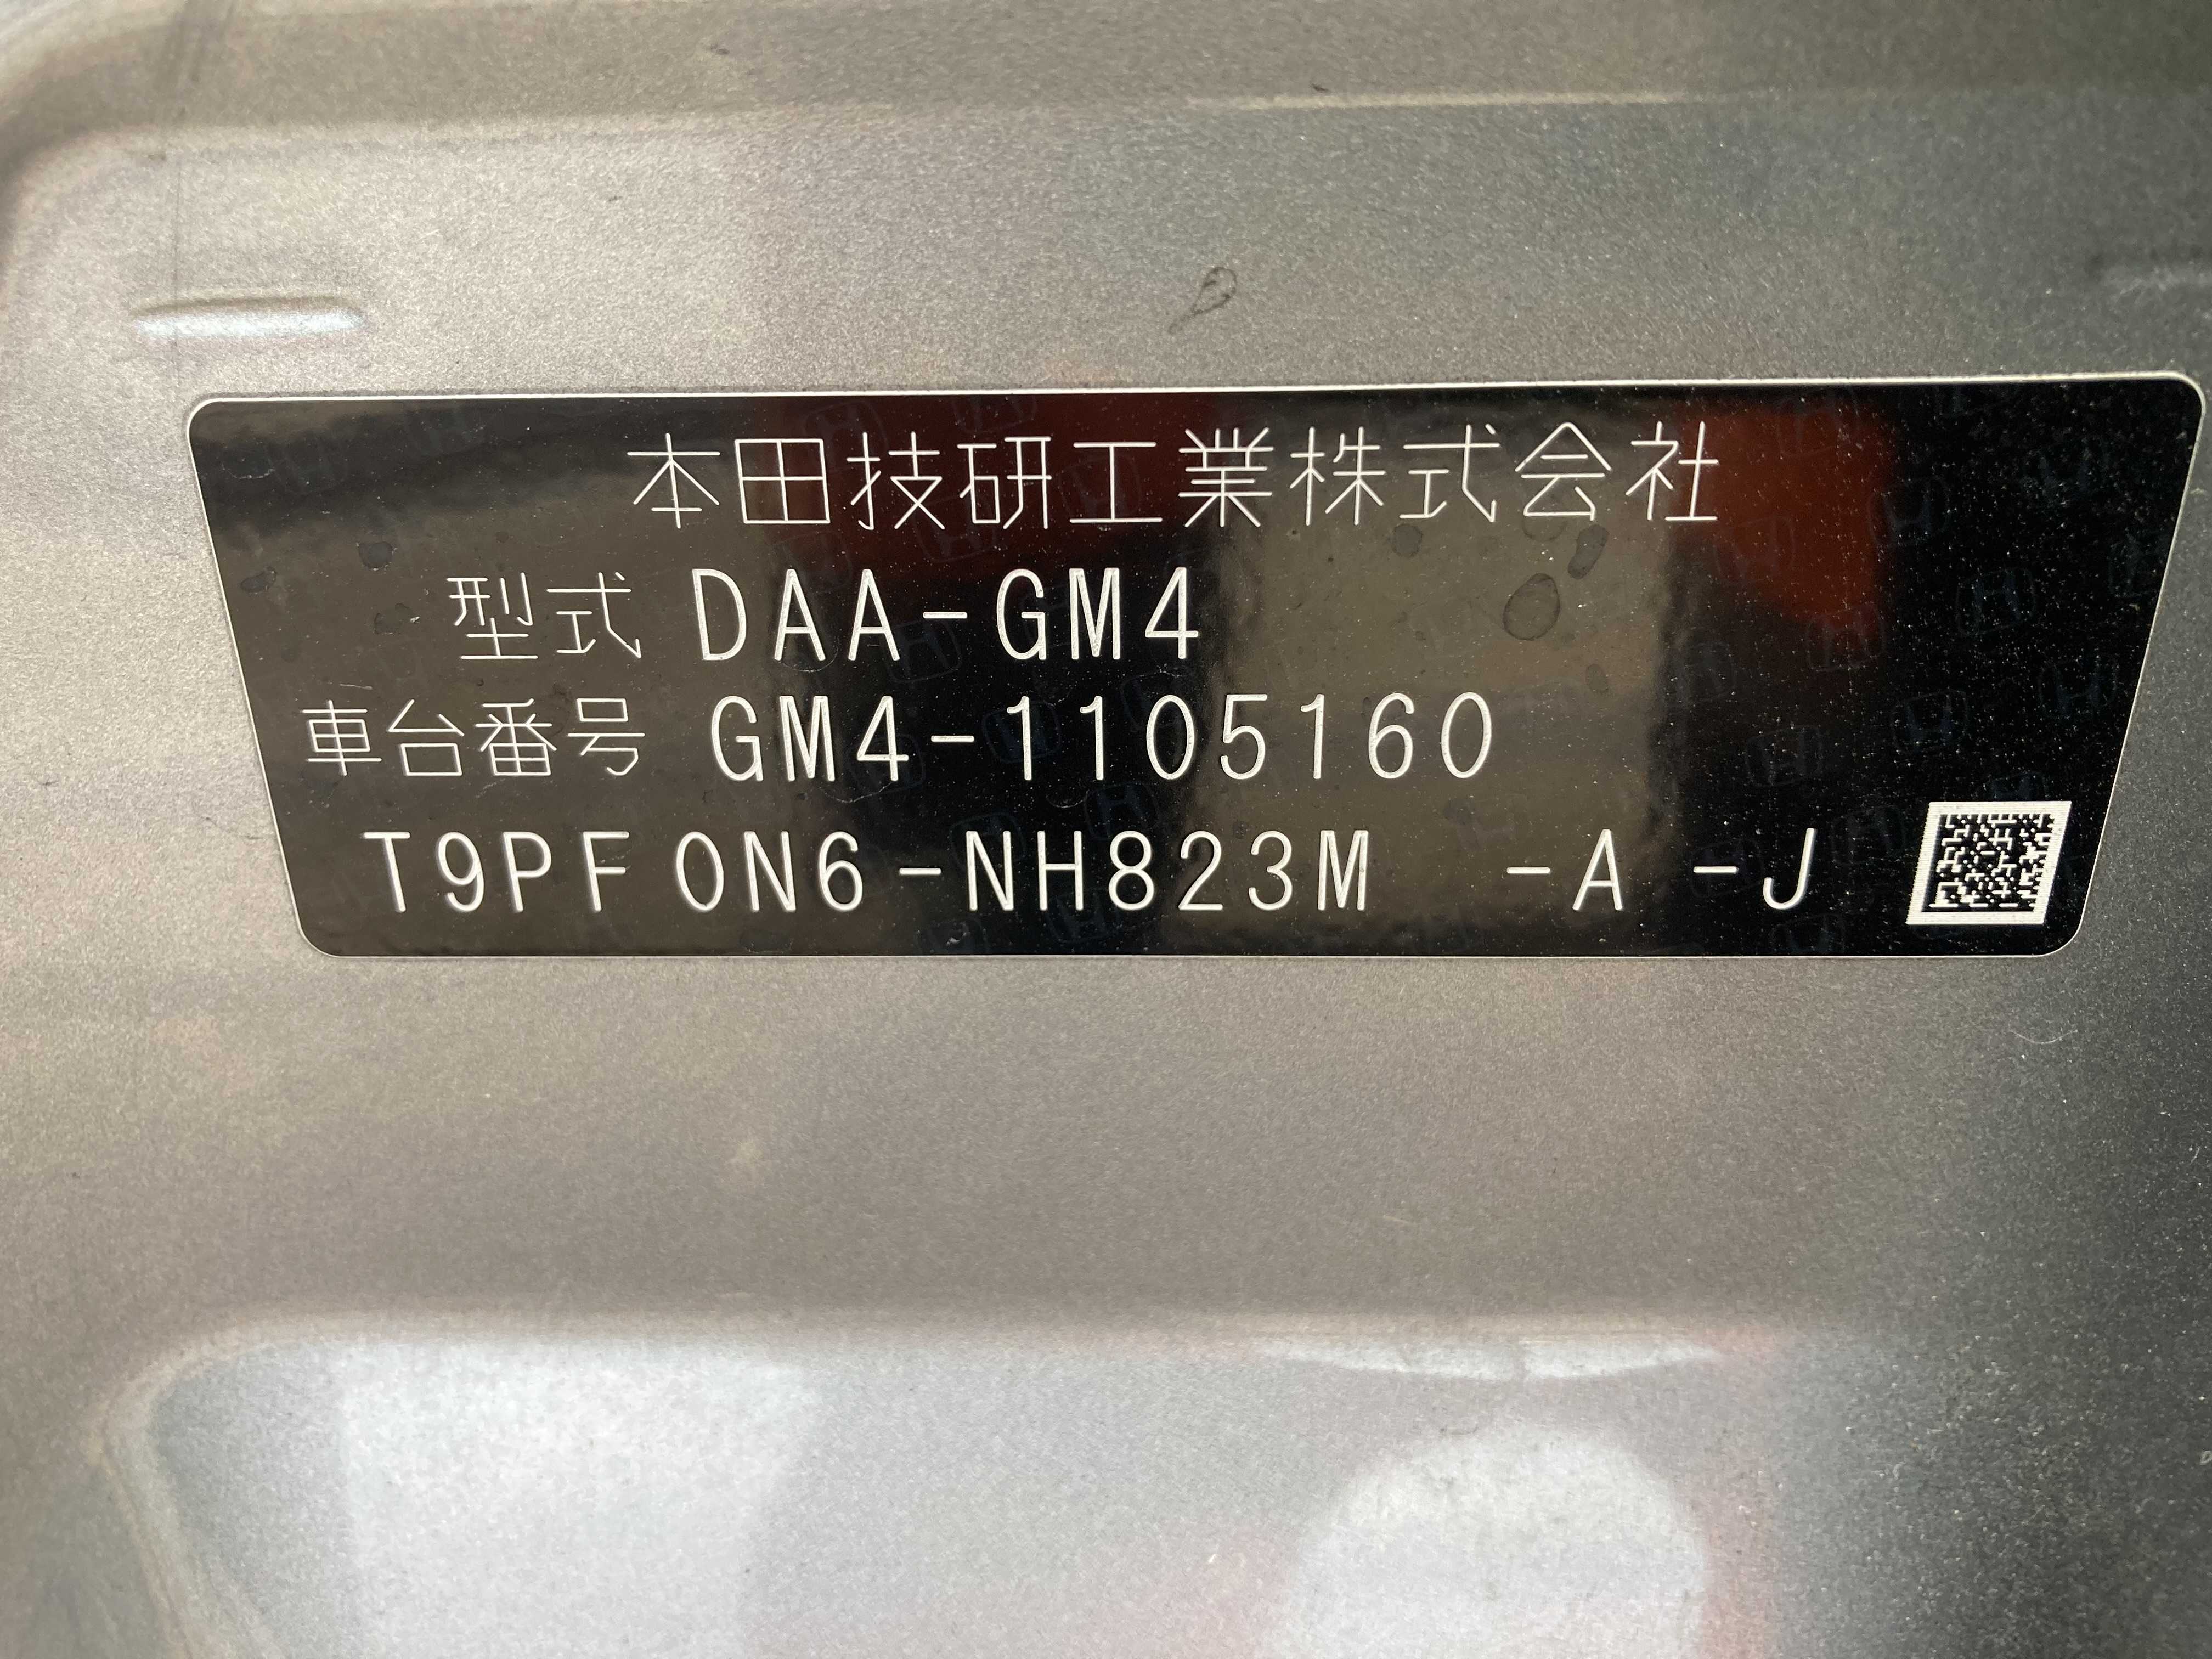 本田技研工業株式会社
型式 DAA-GM4
車台番号 GM4-1105160
T9PF0N6-NH823M -A -J